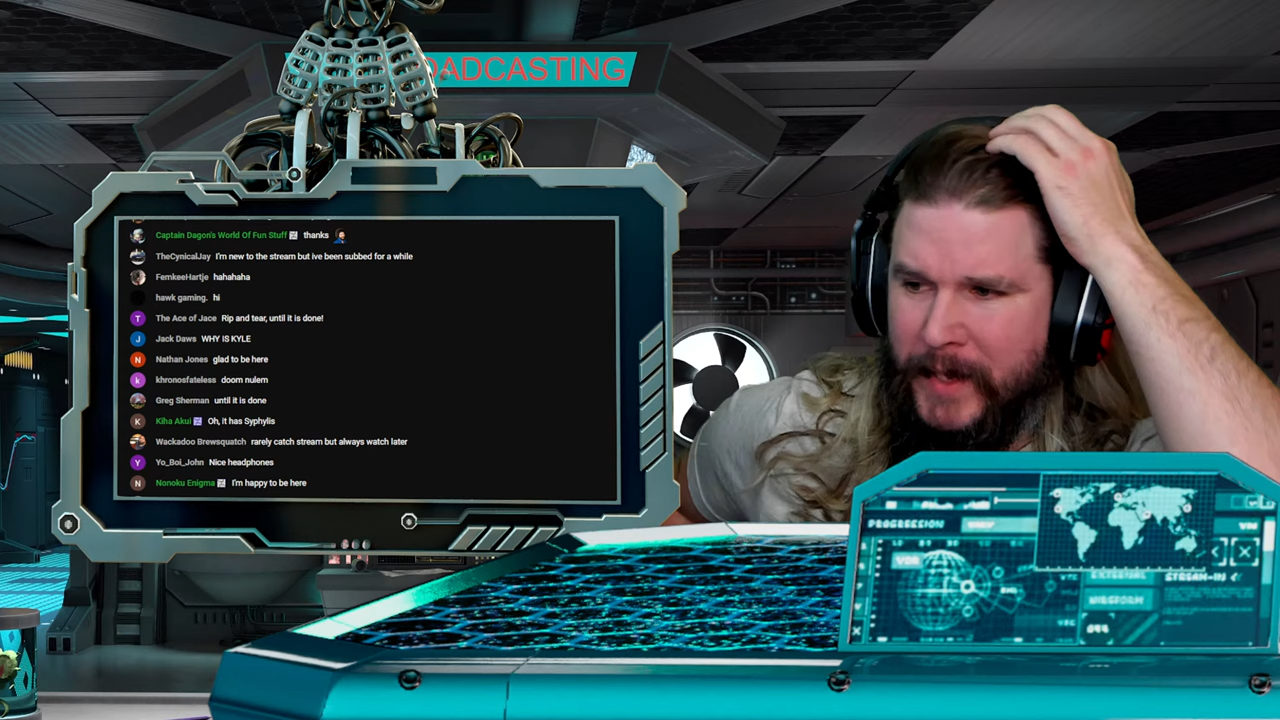 OADCASTING
Captain Dagon's World Of Fun Stuff thanks
TheCynicalJay I'm new to the stream but ive been subbed for a while
FemkeeHartje hahahaha
hawk gaming. hi
T The Ace of Jace Rip and tear, until it is done!
J Jack Daws WHY IS KYLE
N Nathan Jones glad to be here
k khronosfateless doom nulem
Greg Sherman until it is done
K Kiha Akui Oh, it has Syphylis
Wackadoo Brewsquatch rarely catch stream but always watch later
Y Yo_Boi_John Nice headphones
N Nonoku Enigma I'm happy to be here
PROGRESSION
STREAM-IN